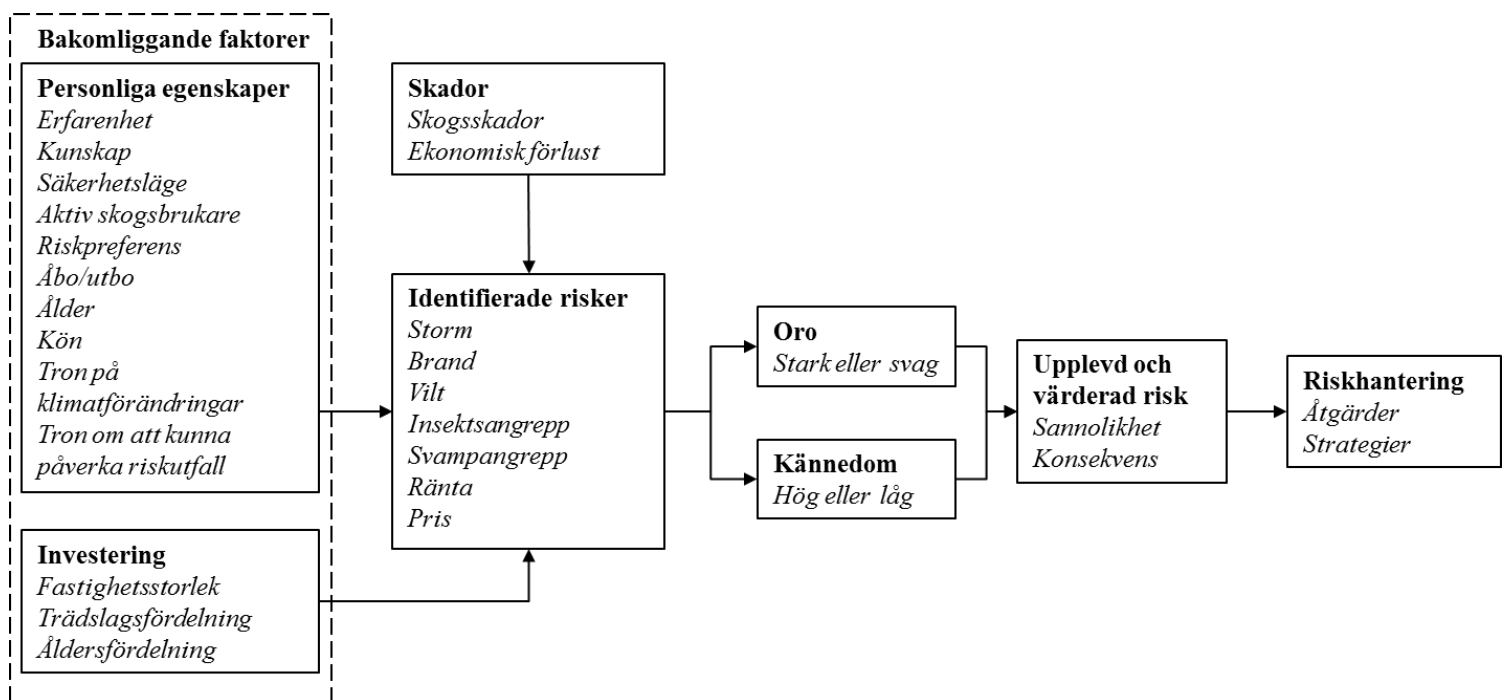 Bakomliggande faktorer
Personliga egenskaper
Erfarenhet
Kunskap
Säkerhetsläge
Aktiv skogsbrukare
Riskpreferens
Åbo/utbo
Ålder
Kön
Tron på
klimatförändringar
Tron om att kunna
påverka riskutfall
Investering
Fastighetsstorlek
Trädslagsfördelning
Åldersfördelning
Skador
Skogsskador
Ekonomisk förlust
Identifierade risker
Storm
Brand
Vilt
Insektsangrepp
Svampangrepp
Ränta
Pris
Oro
Stark eller svag
Kännedom
Hög eller låg
Upplevd och
värderad risk
Sannolikhet
Konsekvens
Riskhantering
Åtgärder
Strategier